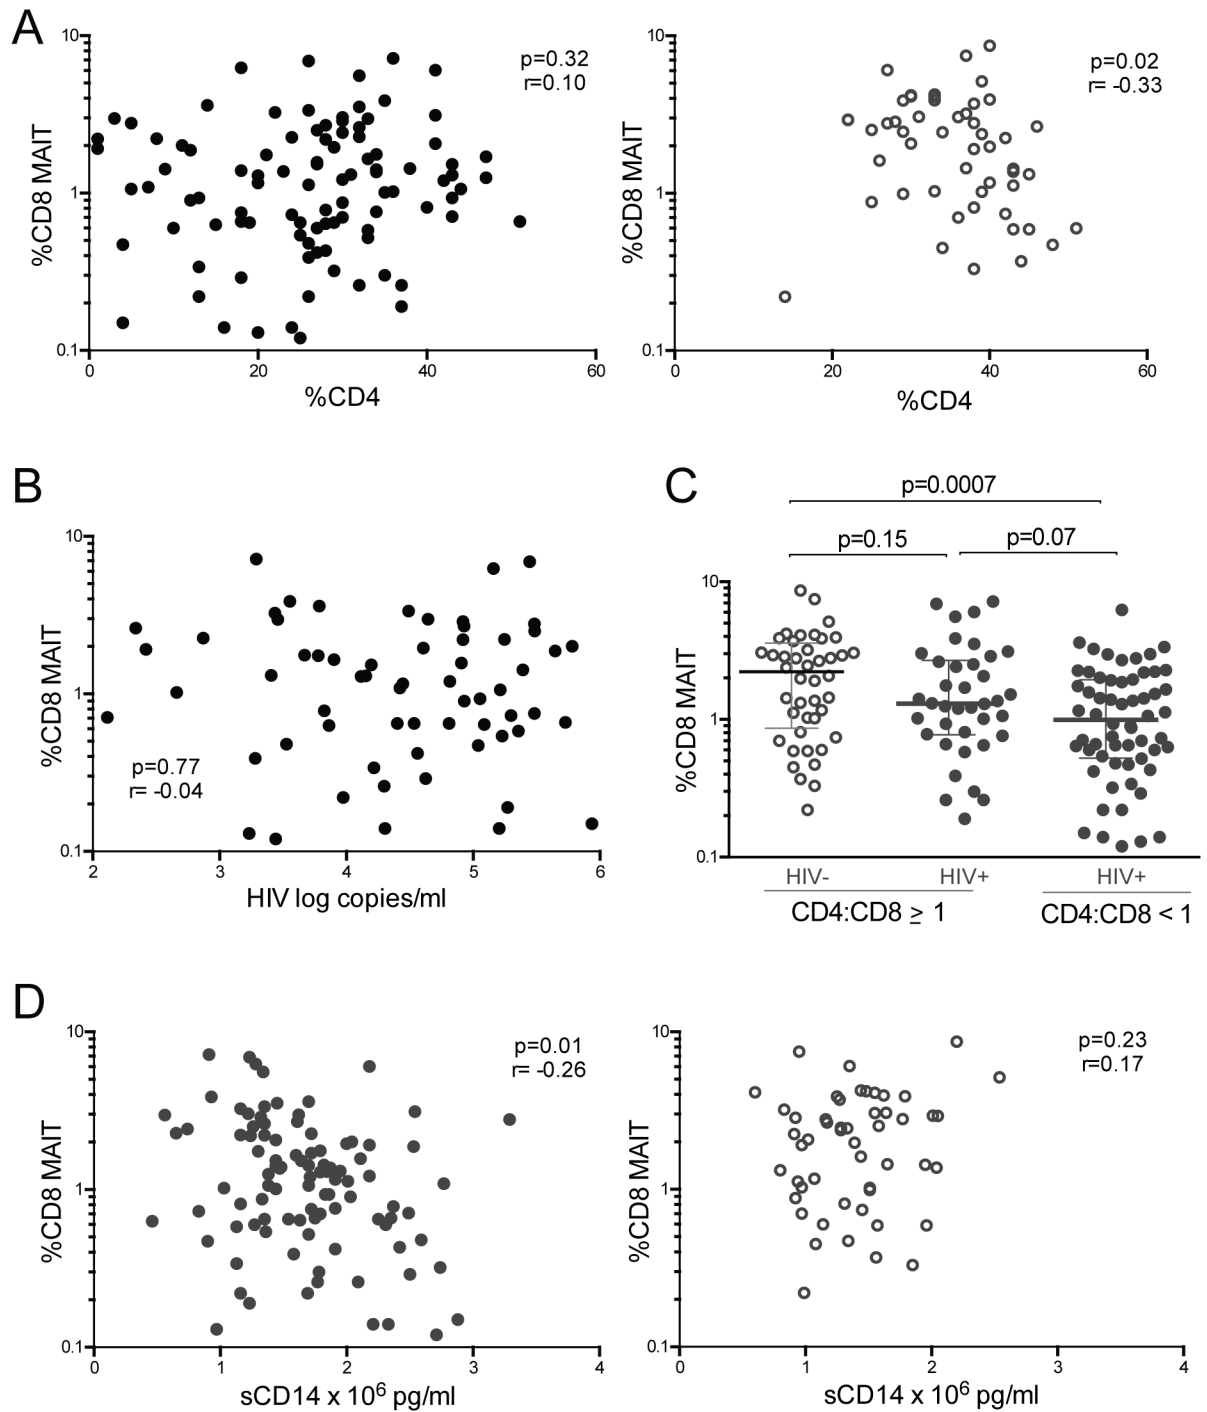 A
10
1
0.1
%CD8 MAIT
p=0.32
r=0.10
0 20 40 60
%CD4
10
1
0.1
%CD8 MAIT
p=0.02
r= -0.33
0 20 40 60
%CD4
B
10
1
0.1
%CD8 MAIT
p=0.77
r= -0.04
2 3 4 5 6
HIV log copies/ml
C
p=0.0007
p=0.15
p=0.07
10
1
0.1
%CD8 MAIT
HIV- HIV+ HIV+
CD4:CD8 ≥ 1 CD4:CD8 < 1
D
10
1
0.1
%CD8 MAIT
p=0.01
r= -0.26
0 1 2 3 4
sCD14 x 10⁶ pg/ml
10
1
0.1
%CD8 MAIT
p=0.23
r=0.17
0 1 2 3 4
sCD14 x 10⁶ pg/ml